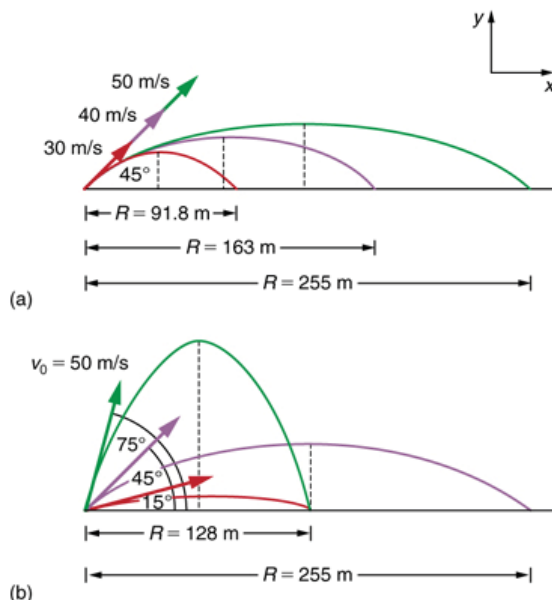 y
x
50 m/s
40 m/s
30 m/s
45°
R = 91.8 m
R = 163 m
R = 255 m
(a)
v₀ = 50 m/s
75°
45°
15°
R = 128 m
R = 255 m
(b)